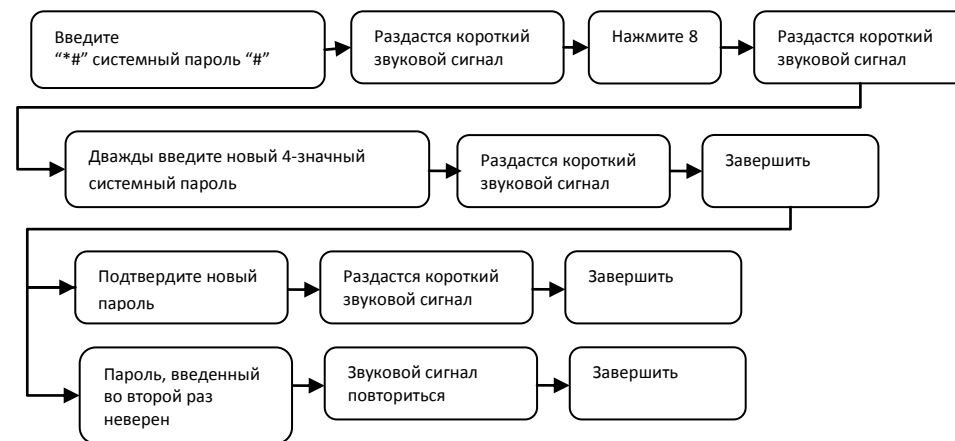 Введите
“*#” системный пароль “#”
Раздастся короткий
звуковой сигнал
Нажмите 8
Раздастся короткий
звуковой сигнал
Дважды введите новый 4-значный
системный пароль
Раздастся короткий
звуковой сигнал
Завершить
Подтвердите новый
пароль
Раздастся короткий
звуковой сигнал
Завершить
Пароль, введенный
во второй раз
неверен
Звуковой сигнал
повториться
Завершить